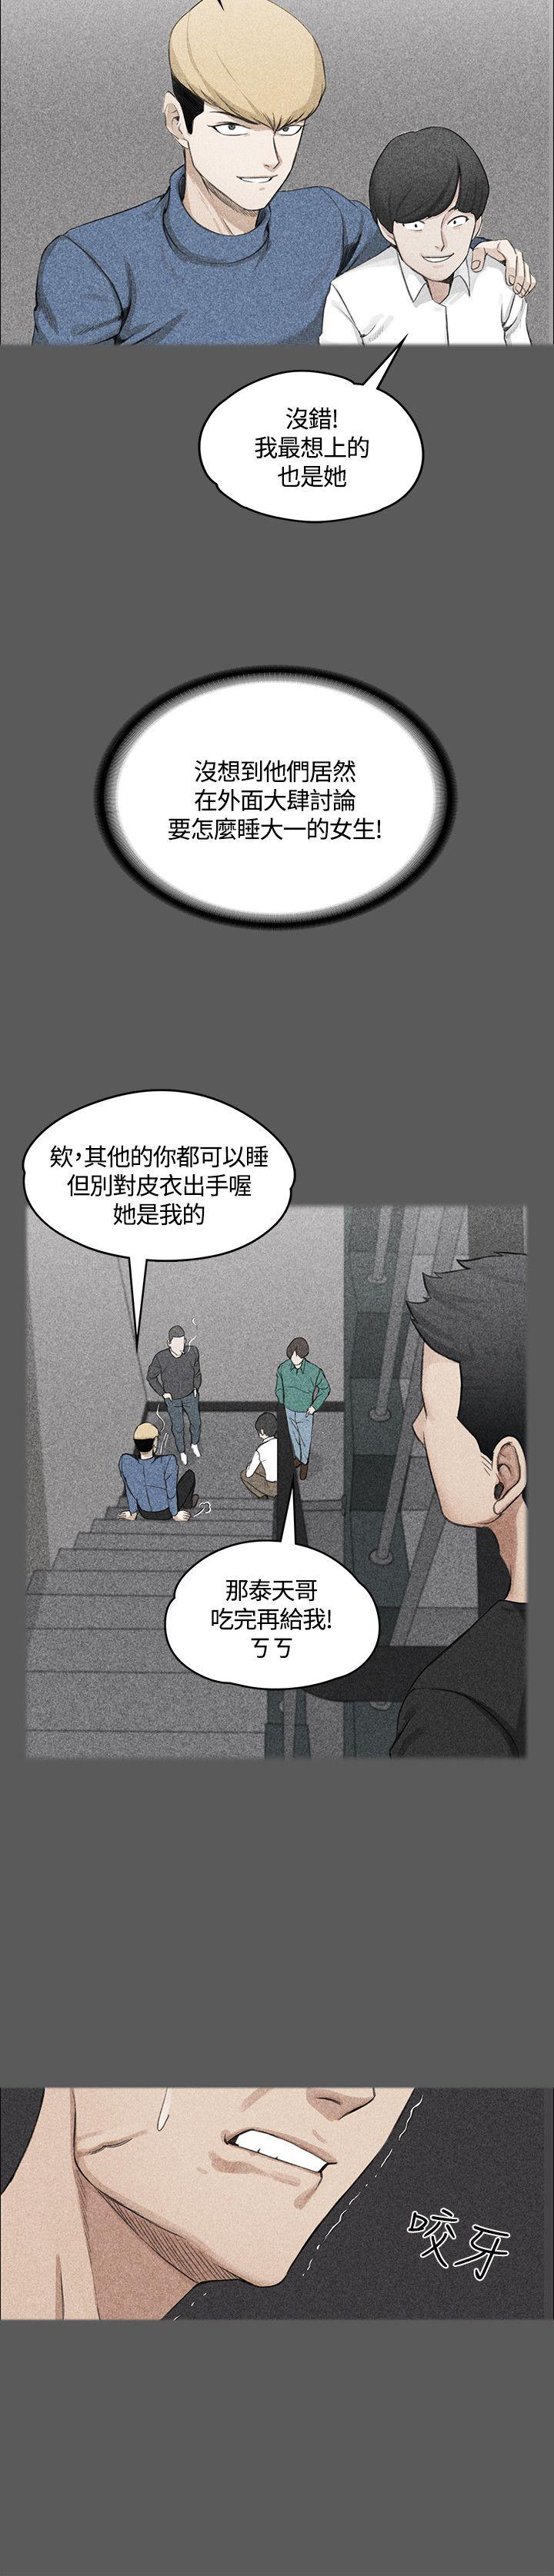 沒錯!
我最想上的
也是她
沒想到他們居然
在外面大肆討論
要怎麼睡大一的女生!
欸,其他的你都可以睡
但別對皮衣出手喔
她是我的
那泰天哥
吃完再給我!
ㄎㄎ
咬牙